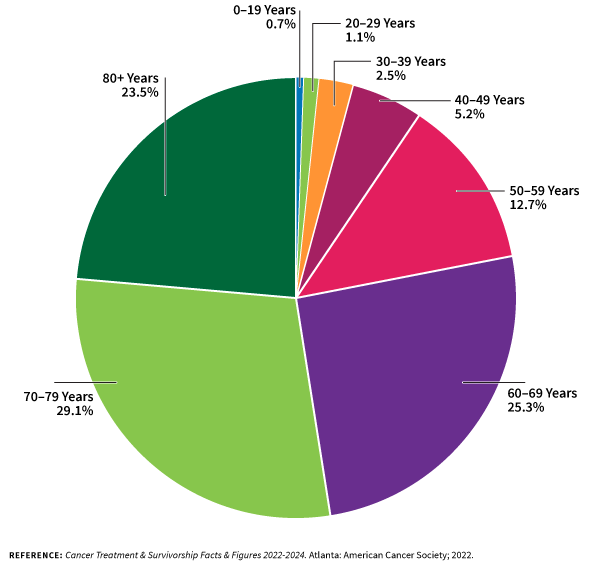 0–19 Years
0.7%
20–29 Years
1.1%
30–39 Years
2.5%
40–49 Years
5.2%
50–59 Years
12.7%
60–69 Years
25.3%
70–79 Years
29.1%
80+ Years
23.5%
REFERENCE: Cancer Treatment & Survivorship Facts & Figures 2022-2024. Atlanta: American Cancer Society; 2022.